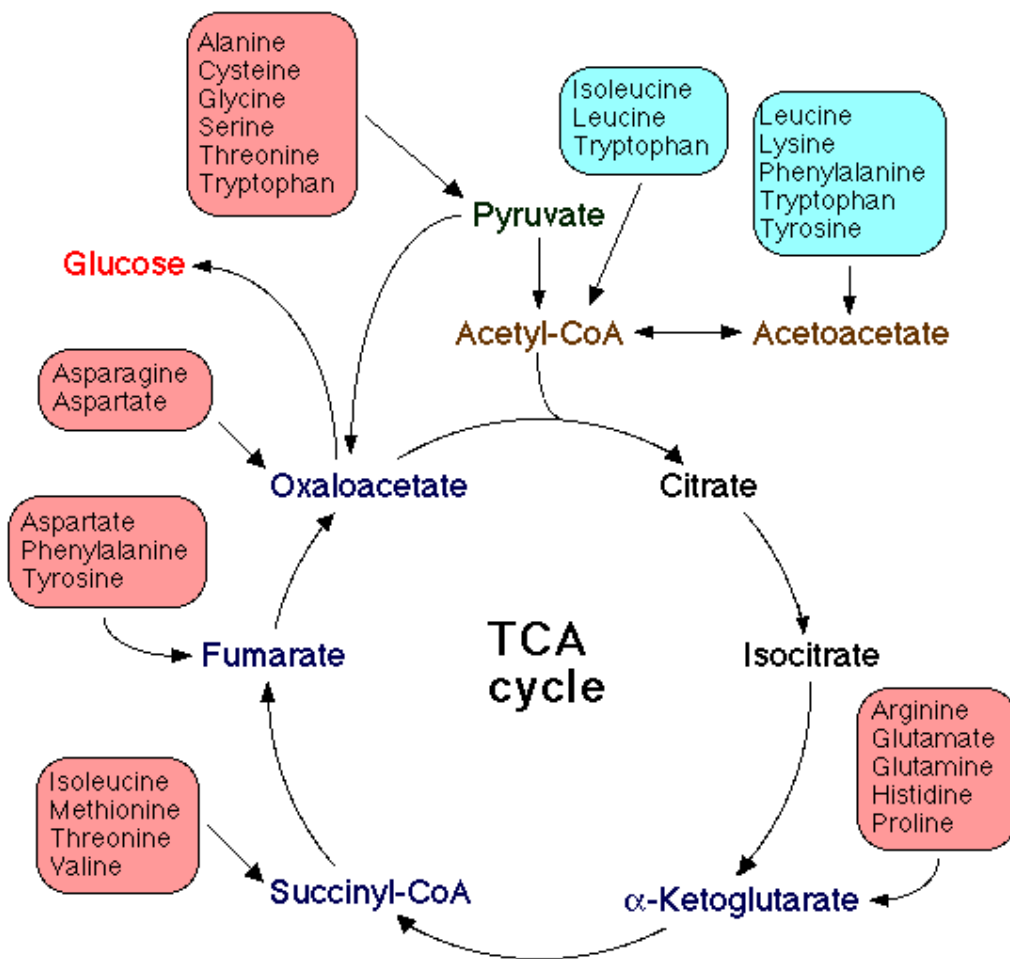 Alanine
Cysteine
Glycine
Serine
Threonine
Tryptophan
Isoleucine
Leucine
Tryptophan
Leucine
Lysine
Phenylalanine
Tryptophan
Tyrosine
Pyruvate
Glucose
Acetyl-CoA
Acetoacetate
Asparagine
Aspartate
Oxaloacetate
Citrate
Aspartate
Phenylalanine
Tyrosine
Fumarate
TCA
cycle
Isocitrate
Arginine
Glutamate
Glutamine
Histidine
Proline
Isoleucine
Methionine
Threonine
Valine
Succinyl-CoA
α-Ketoglutarate